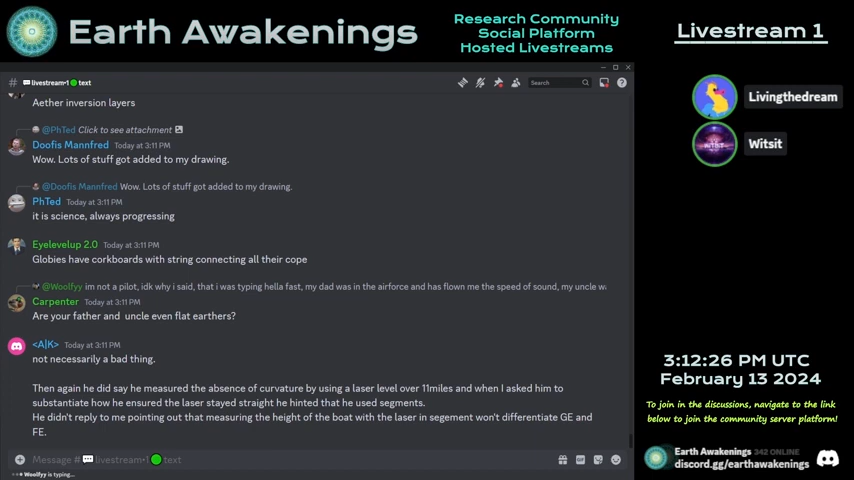 Earth Awakenings
Research Community
Social Platform
Hosted Livestreams
Livestream 1
# livestream•1 text
Search
Aether inversion layers
@PhTed Click to see attachment
Doofis Mannfred Today at 3:11 PM
Wow. Lots of stuff got added to my drawing.
@Doofis Mannfred Wow. Lots of stuff got added to my drawing.
PhTed Today at 3:11 PM
it is science, always progressing
Eyelevelup 2.0 Today at 3:11 PM
Globies have corkboards with string connecting all their cope
@Woolfyy im not a pilot, idk why i said, that i was typing hella fast, my dad was in the airforce and has flown me the speed of sound, my uncle wa
Carpenter Today at 3:11 PM
Are your father and uncle even flat earthers?
<A|K> Today at 3:11 PM
not necessarily a bad thing.
Then again he did say he measured the absence of curvature by using a laser level over 11miles and when I asked him to
substantiate how he ensured the laser stayed straight he hinted that he used segments.
He didn't reply to me pointing out that measuring the height of the boat with the laser in segement won't differentiate GE and
FE.
Message # livestream•1 text
GIF
Woolfyy is typing...
Livingthedream
Witsit
3:12:26 PM UTC
February 13 2024
To join in the discussions, navigate to the link
below to join the community server platform!
Earth Awakenings 342 ONLINE
discord.gg/earthawakenings